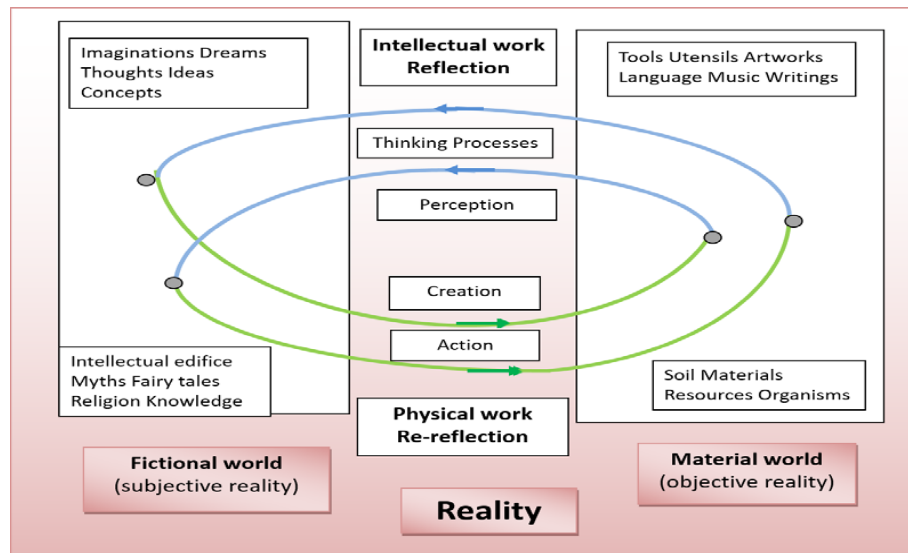 Imaginations Dreams
Thoughts Ideas
Concepts
Intellectual work
Reflection
Tools Utensils Artworks
Language Music Writings
Thinking Processes
Perception
Creation
Action
Intellectual edifice
Myths Fairy tales
Religion Knowledge
Soil Materials
Resources Organisms
Physical work
Re-reflection
Fictional world
(subjective reality)
Material world
(objective reality)
Reality